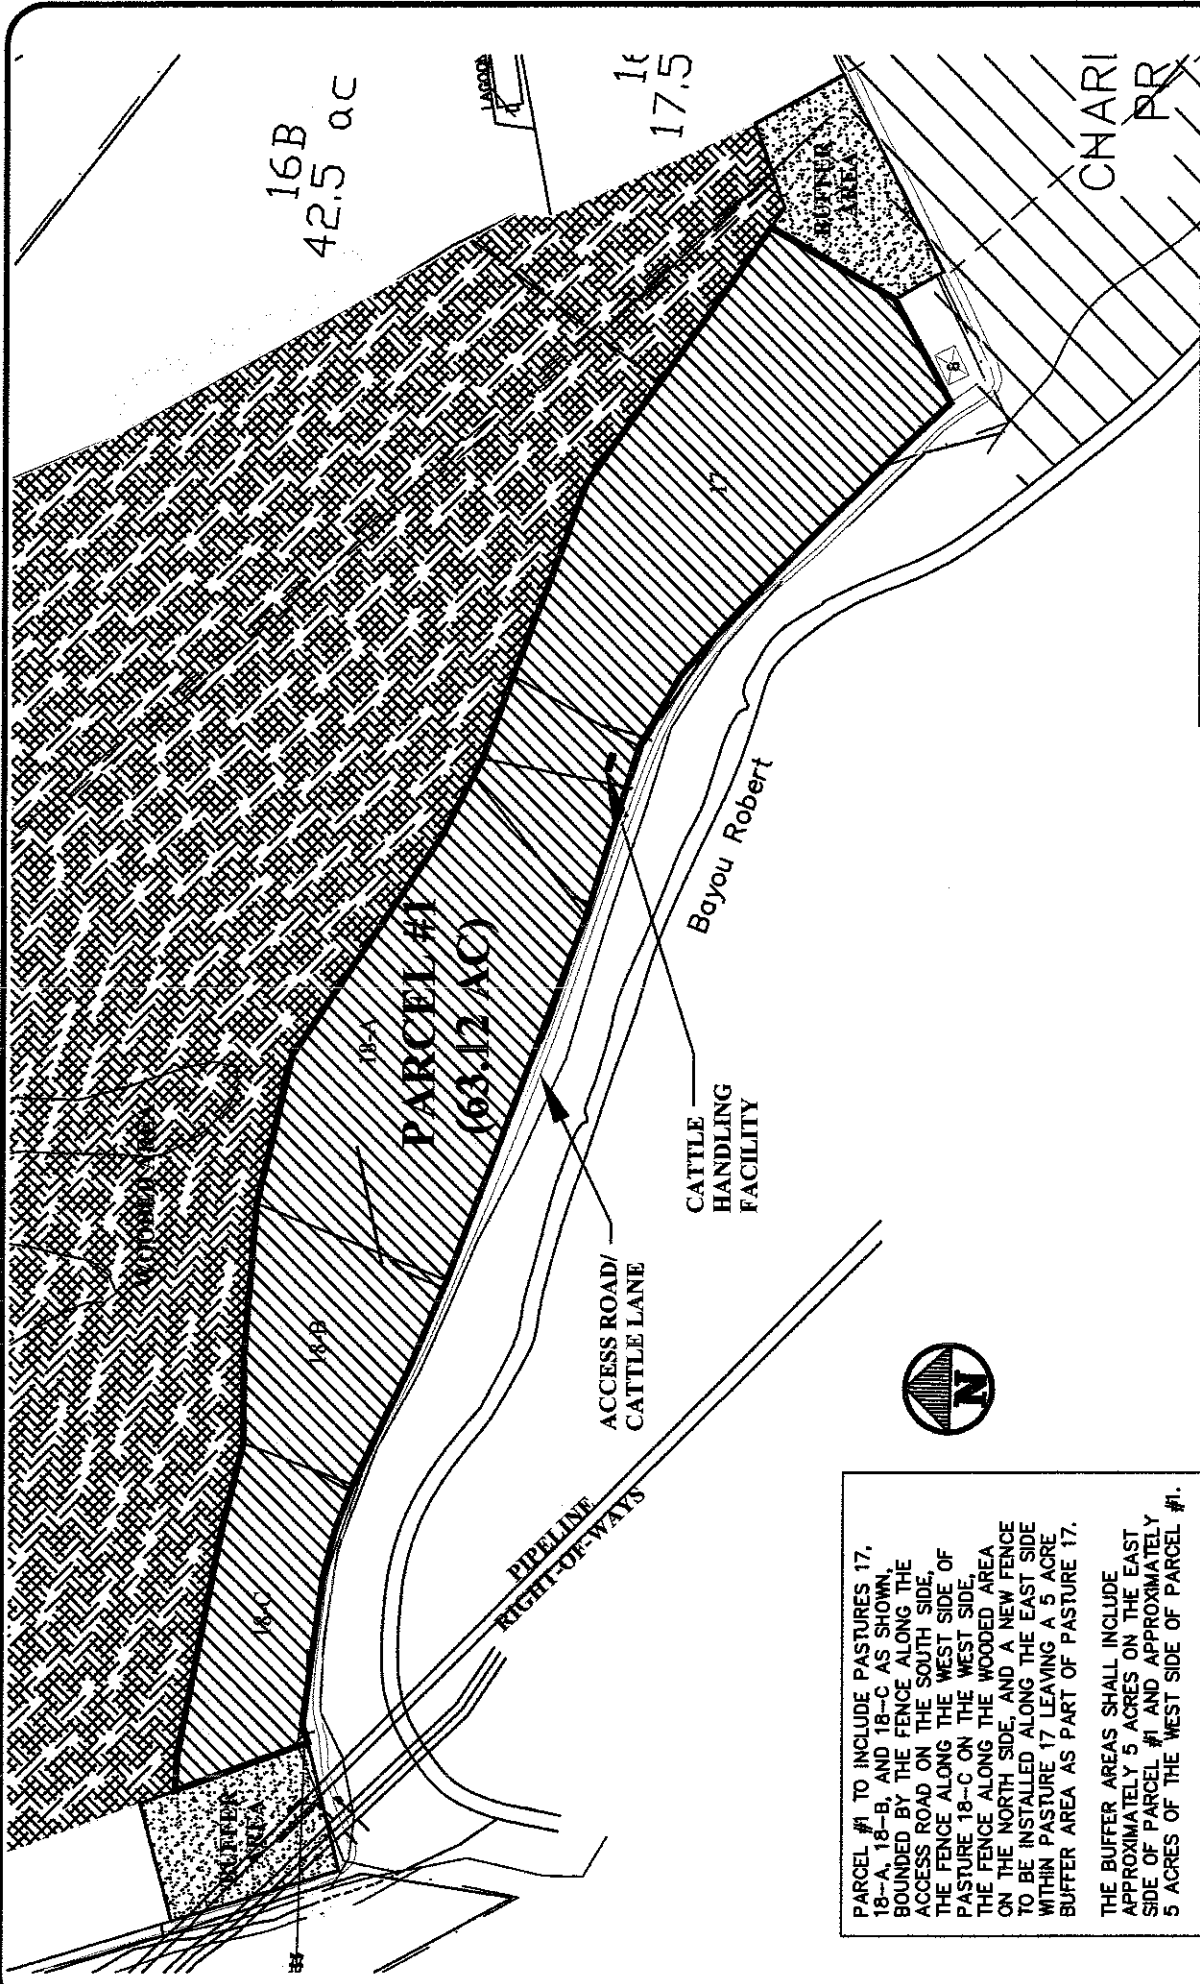 16B
42.5 ac
LAGOON
17.5
BUFFER
AREA
CHARI
PR
WOODED AREA
17
8
PARCEL #1
(63.12 AC)
18-A
18-B
18-C
Bayou Robert
CATTLE
HANDLING
FACILITY
ACCESS ROAD/
CATTLE LANE
PIPELINE
RIGHT-OF-WAYS
BUFFER
AREA
N
PARCEL #1 TO INCLUDE PASTURES 17,
18-A, 18-B, AND 18-C AS SHOWN,
BOUNDED BY THE FENCE ALONG THE
ACCESS ROAD ON THE SOUTH SIDE,
THE FENCE ALONG THE WEST SIDE OF
PASTURE 18-C ON THE WEST SIDE,
THE FENCE ALONG THE WOODED AREA
ON THE NORTH SIDE, AND A NEW FENCE
TO BE INSTALLED ALONG THE EAST SIDE
WITHIN PASTURE 17 LEAVING A 5 ACRE
BUFFER AREA AS PART OF PASTURE 17.
THE BUFFER AREAS SHALL INCLUDE
APPROXIMATELY 5 ACRES ON THE EAST
SIDE OF PARCEL #1 AND APPROXIMATELY
5 ACRES OF THE WEST SIDE OF PARCEL #1.